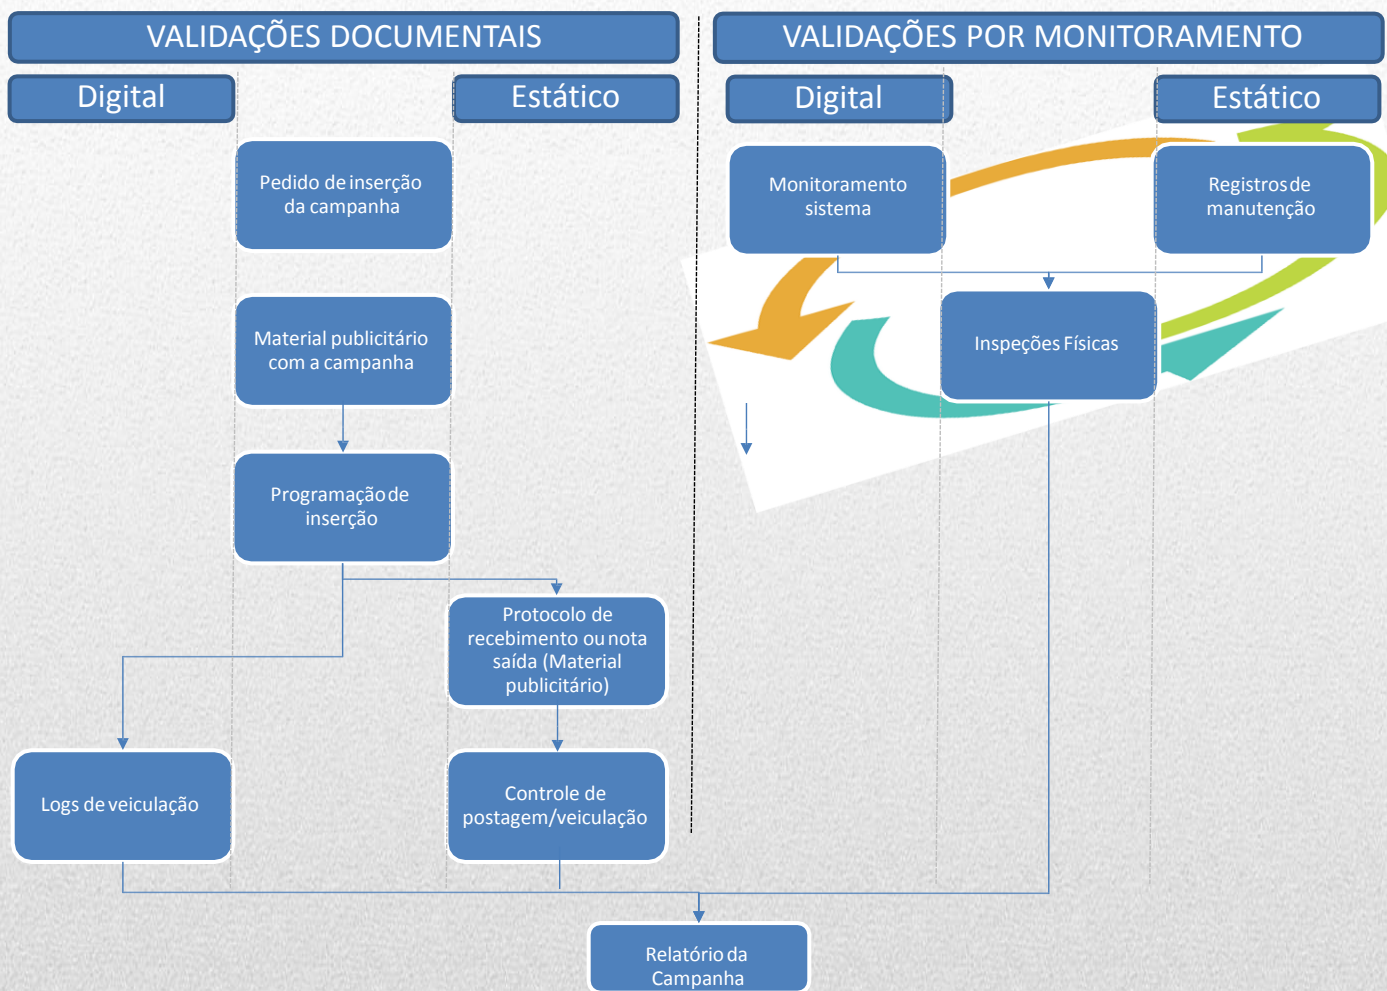 VALIDAÇÕES DOCUMENTAIS
Digital
Estático
Pedido de inserção
da campanha
Material publicitário
com a campanha
Programação de
inserção
Protocolo de
recebimento ou nota
saída (Material
publicitário)
Logs de veiculação
Controle de
postagem/veiculação
VALIDAÇÕES POR MONITORAMENTO
Digital
Estático
Monitoramento
sistema
Registros de
manutenção
Inspeções Físicas
Relatório da
Campanha